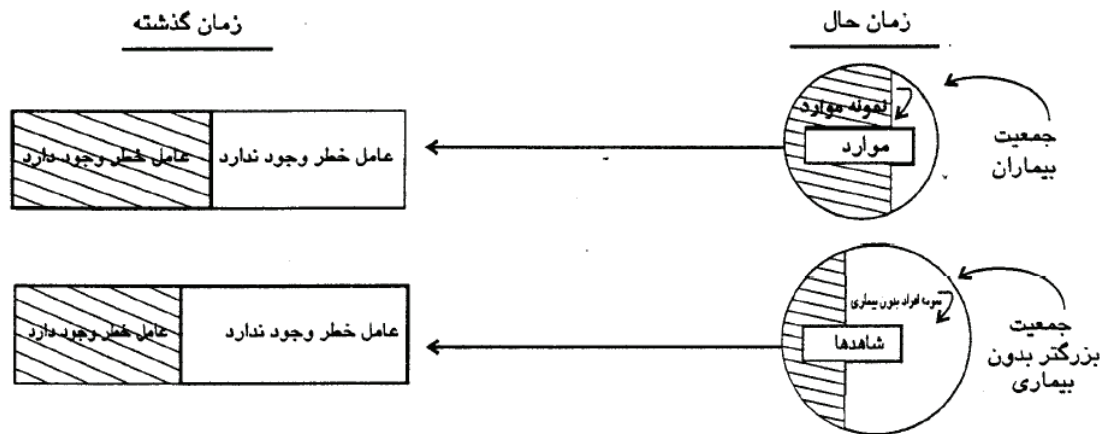 زمان حال
زمان گذشته
جمعیت
بیماران
نمونه موارد
موارد
عامل خطر وجود ندارد
عامل خطر وجود دارد
جمعیت
بزرگتر بدون
بیماری
نمونه افراد بدون بیماری
شاهدها
عامل خطر وجود ندارد
عامل خطر وجود دارد